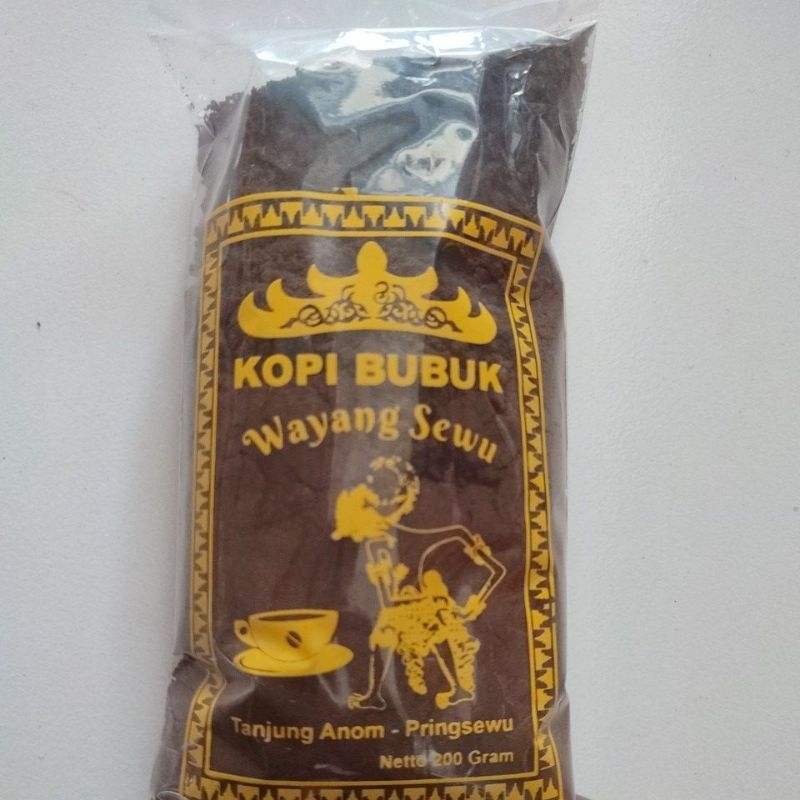 KOPI BUBUK
Wayang Sewu
Tanjung Anom - Pringsewu
Netto 200 Gram